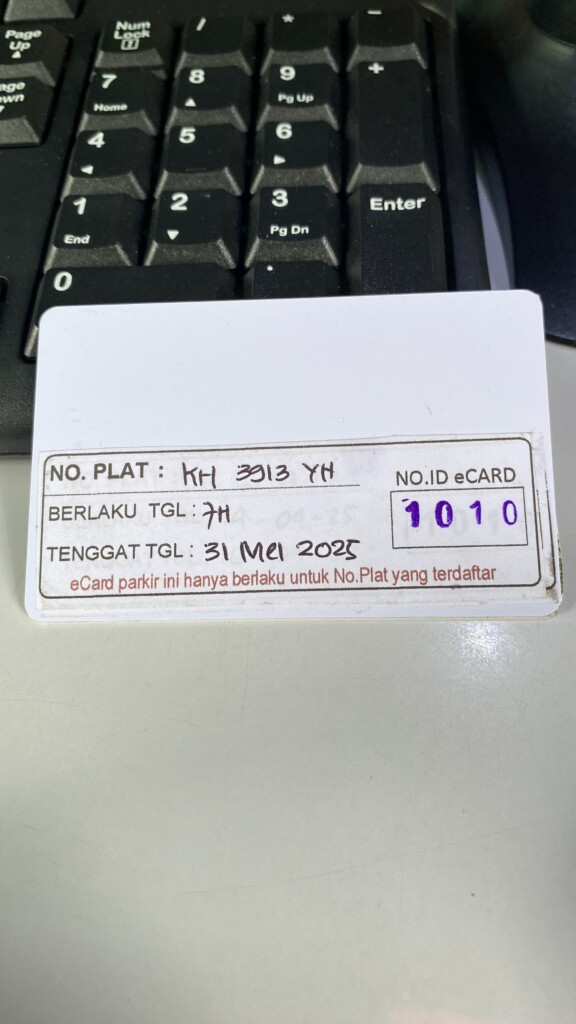 Page Up
Num Lock
/
*
-
7 Home
8
9 Pg Up
+
4
5
6
1 End
2
3 Pg Dn
Enter
0
.
NO. PLAT : KH 3913 YH
NO.ID eCARD
BERLAKU TGL : 7H
1010
TENGGAT TGL : 31 Mei 2025
eCard parkir ini hanya berlaku untuk No.Plat yang terdaftar